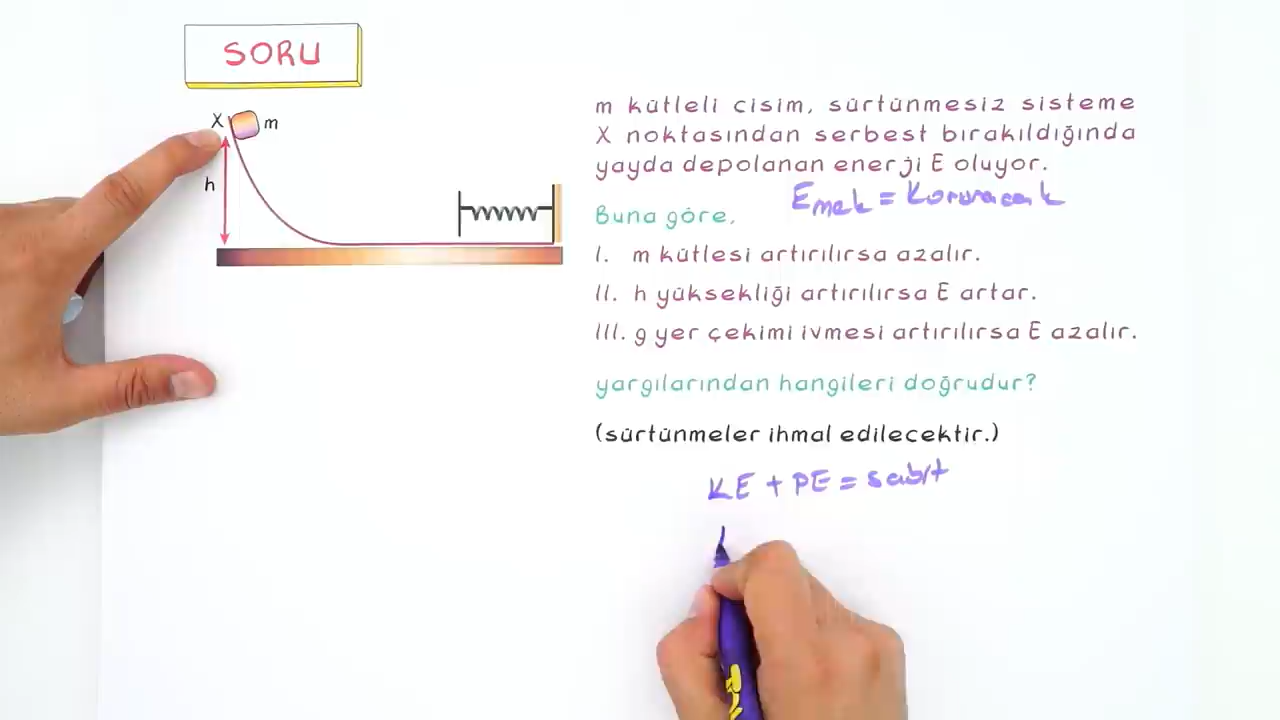 SORU
X
m
h
m kütleli cisim, sürtünmesiz sisteme
X noktasından serbest bırakıldığında
yayda depolanan enerji E oluyor.
Emek = Korunacak
Buna göre,
I. m kütlesi artırılırsa azalır.
II. h yüksekliği artırılırsa E artar.
III. g yer çekimi ivmesi artırılırsa E azalır.
yargılarından hangileri doğrudur?
(sürtünmeler ihmal edilecektir.)
KE + PE = sabit